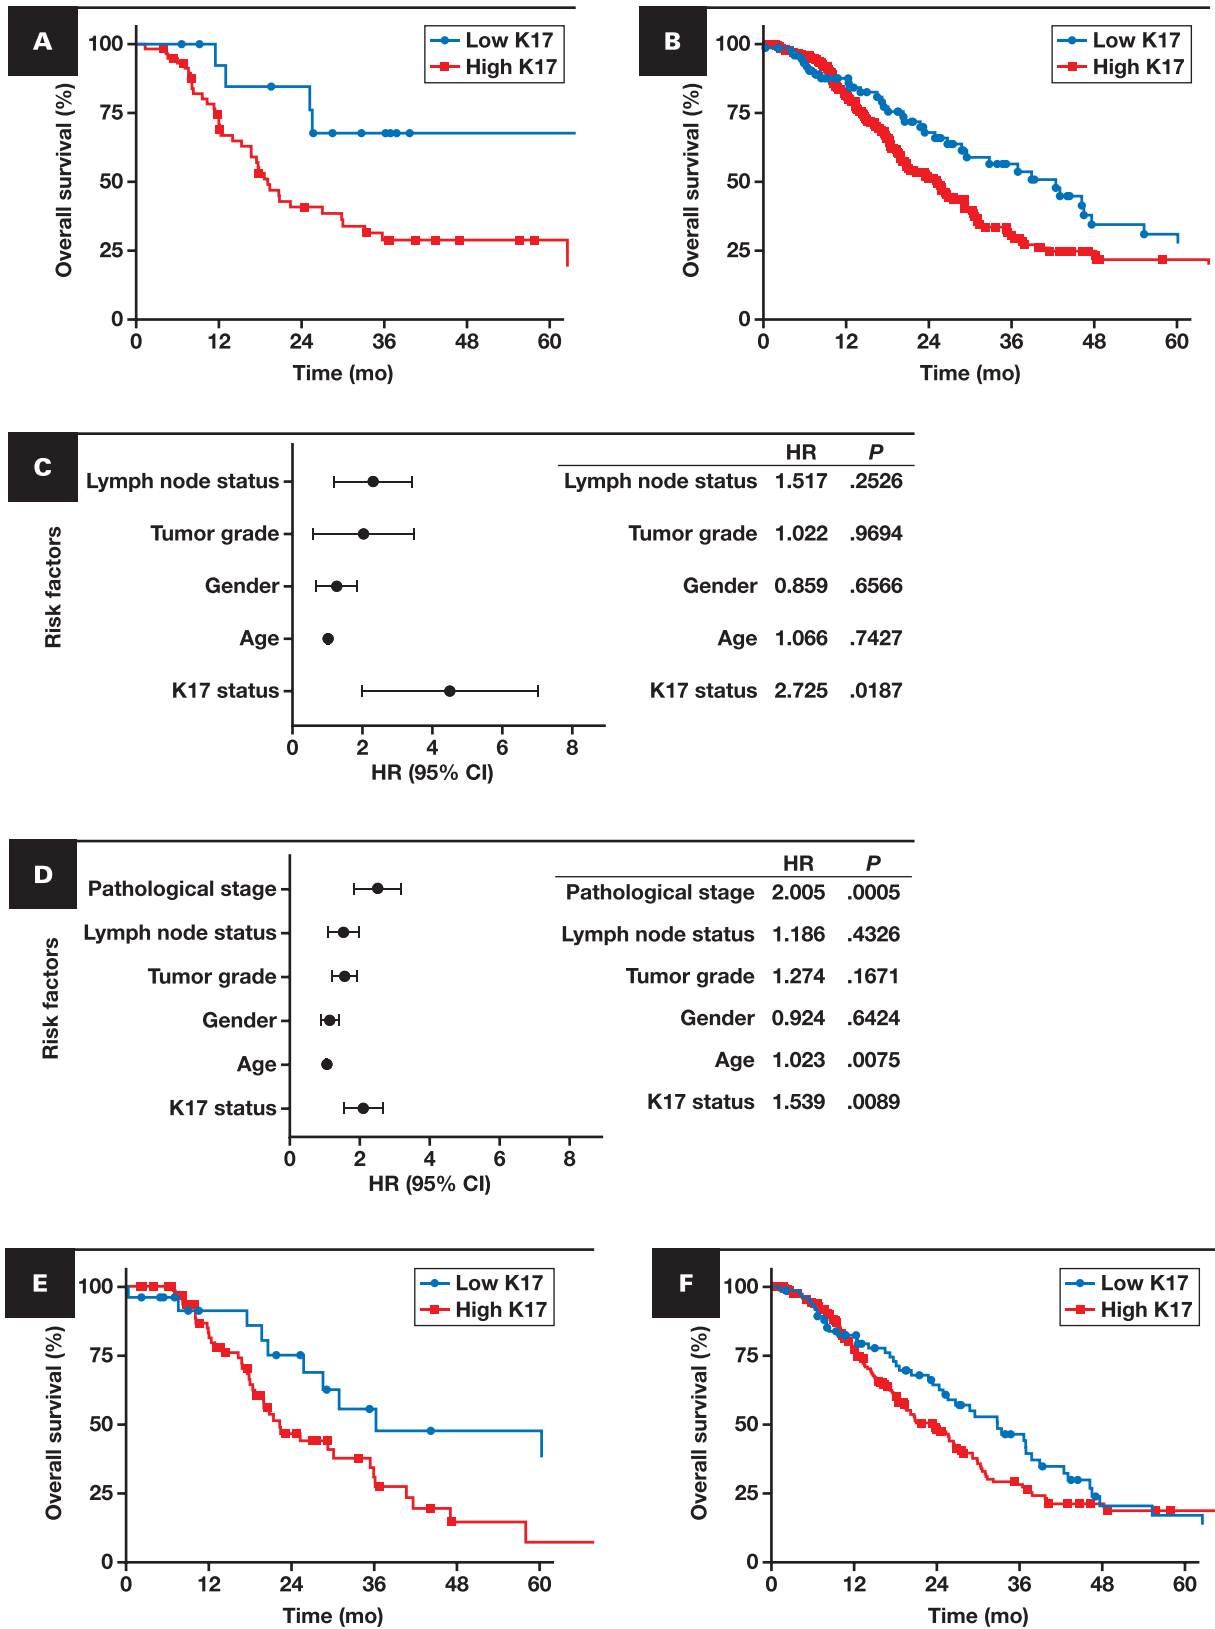 A
Low K17
High K17
Overall survival (%)
100
75
50
25
0
0 12 24 36 48 60
Time (mo)
B
Low K17
High K17
Overall survival (%)
100
75
50
25
0
0 12 24 36 48 60
Time (mo)
C
Risk factors
Lymph node status
Tumor grade
Gender
Age
K17 status
0 2 4 6 8
HR (95% CI)
HR P
Lymph node status 1.517 .2526
Tumor grade 1.022 .9694
Gender 0.859 .6566
Age 1.066 .7427
K17 status 2.725 .0187
D
Risk factors
Pathological stage
Lymph node status
Tumor grade
Gender
Age
K17 status
0 2 4 6 8
HR (95% CI)
HR P
Pathological stage 2.005 .0005
Lymph node status 1.186 .4326
Tumor grade 1.274 .1671
Gender 0.924 .6424
Age 1.023 .0075
K17 status 1.539 .0089
E
Low K17
High K17
Overall survival (%)
100
75
50
25
0
0 12 24 36 48 60
Time (mo)
F
Low K17
High K17
Overall survival (%)
100
75
50
25
0
0 12 24 36 48 60
Time (mo)